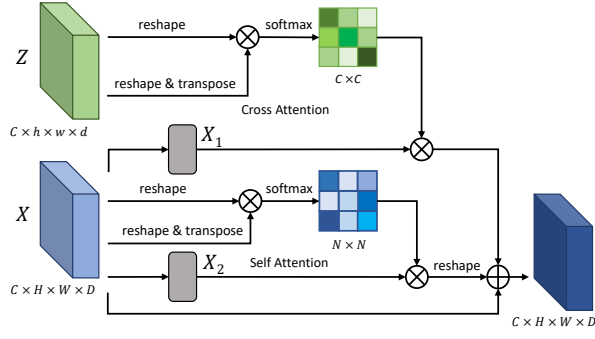 reshape
softmax
Z
reshape & transpose
C × C
C × h × w × d
Cross Attention
X₁
reshape
softmax
X
reshape & transpose
N × N
X₂
Self Attention
reshape
C × H × W × D
C × H × W × D